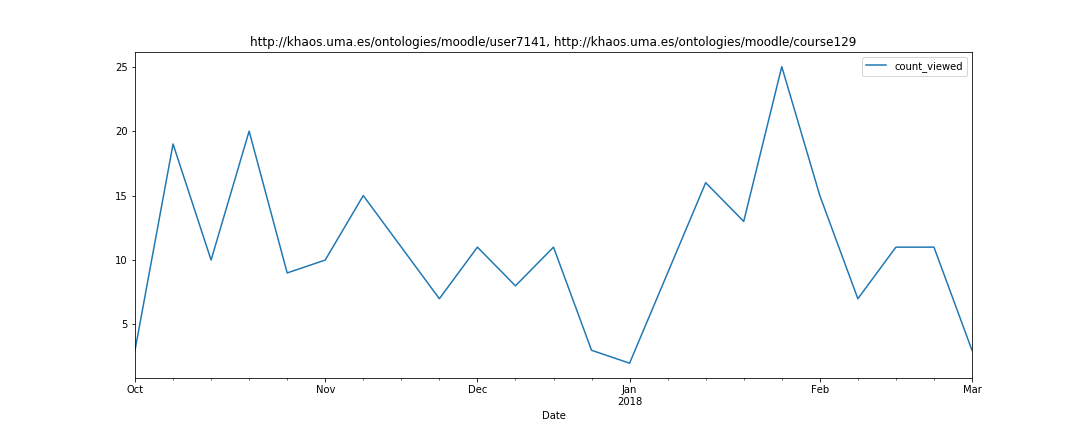 http://khaos.uma.es/ontologies/moodle/user7141, http://khaos.uma.es/ontologies/moodle/course129
count_viewed
25
20
15
10
5
Oct Nov Dec Jan Feb Mar
2018
Date